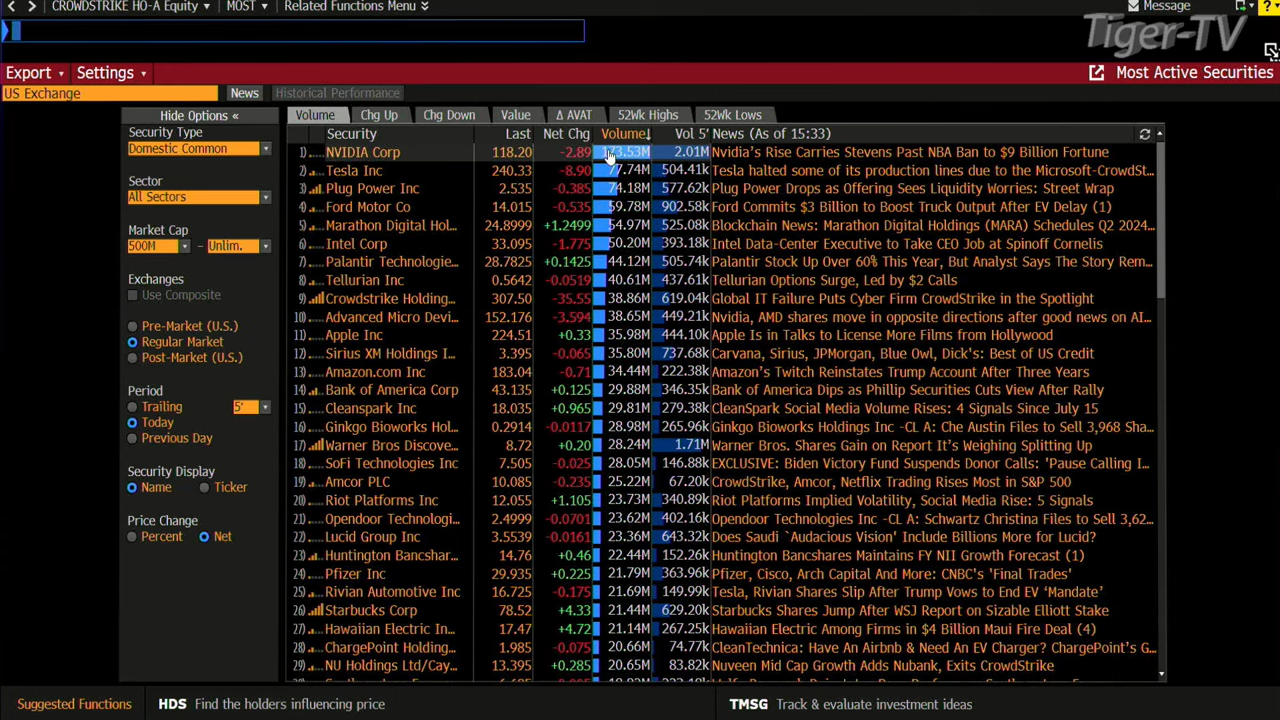 CROWDSTRIKE HO-A Equity MOST Related Functions Menu Message ?
Tiger-TV
Export Settings Most Active Securities
US Exchange News Historical Performance
Hide Options « Volume Chg Up Chg Down Value Δ AVAT 52Wk Highs 52Wk Lows
Security Type
Domestic Common
Sector
All Sectors
Market Cap
500M - Unlim.
Exchanges
Use Composite
Pre-Market (U.S.)
Regular Market
Post-Market (U.S.)
Period
Trailing 5'
Today
Previous Day
Security Display
Name Ticker
Price Change
Percent Net
Security Last Net Chg Volume↓ Vol 5' News (As of 15:33)
1) NVIDIA Corp 118.20 -2.89 173.53M 2.01M Nvidia's Rise Carries Stevens Past NBA Ban to $9 Billion Fortune
2) Tesla Inc 240.33 -8.90 77.74M 504.41k Tesla halted some of its production lines due to the Microsoft-CrowdSt...
3) Plug Power Inc 2.535 -0.385 74.18M 577.62k Plug Power Drops as Offering Sees Liquidity Worries: Street Wrap
4) Ford Motor Co 14.015 -0.535 59.78M 902.58k Ford Commits $3 Billion to Boost Truck Output After EV Delay (1)
5) Marathon Digital Hol... 24.8999 +1.2499 54.97M 525.08k Blockchain News: Marathon Digital Holdings (MARA) Schedules Q2 2024...
6) Intel Corp 33.095 -1.775 50.20M 393.18k Intel Data-Center Executive to Take CEO Job at Spinoff Cornelis
7) Palantir Technologie... 28.7825 +0.1425 44.12M 505.74k Palantir Stock Up Over 60% This Year, But Analyst Says The Story Rem...
8) Tellurian Inc 0.5642 -0.0519 40.61M 437.61k Tellurian Options Surge, Led by $2 Calls
9) Crowdstrike Holding... 307.50 -35.55 38.86M 619.04k Global IT Failure Puts Cyber Firm CrowdStrike in the Spotlight
10) Advanced Micro Devi... 152.176 -3.594 38.65M 449.21k Nvidia, AMD shares move in opposite directions after good news on AI...
11) Apple Inc 224.51 +0.33 35.98M 444.10k Apple Is in Talks to License More Films from Hollywood
12) Sirius XM Holdings I... 3.395 -0.065 35.80M 737.68k Carvana, Sirius, JPMorgan, Blue Owl, Dick's: Best of US Credit
13) Amazon.com Inc 183.04 -0.71 34.44M 222.38k Amazon's Twitch Reinstates Trump Account After Three Years
14) Bank of America Corp 43.135 +0.125 29.88M 346.35k Bank of America Dips as Phillip Securities Cuts View After Rally
15) Cleanspark Inc 18.035 +0.965 29.81M 279.38k CleanSpark Social Media Volume Rises: 4 Signals Since July 15
16) Ginkgo Bioworks Hol... 0.2914 -0.0117 28.98M 265.96k Ginkgo Bioworks Holdings Inc -CL A: Che Austin Files to Sell 3,968 Sha...
17) Warner Bros Discove... 8.72 +0.20 28.24M 1.71M Warner Bros. Shares Gain on Report It's Weighing Splitting Up
18) SoFi Technologies Inc 7.505 -0.025 28.05M 146.88k EXCLUSIVE: Biden Victory Fund Suspends Donor Calls: 'Pause Calling I...
19) Amcor PLC 10.085 -0.235 25.22M 67.20k CrowdStrike, Amcor, Netflix Trading Rises Most in S&P 500
20) Riot Platforms Inc 12.055 +1.105 23.73M 340.89k Riot Platforms Implied Volatility, Social Media Rise: 5 Signals
21) Opendoor Technologi... 2.4999 -0.0701 23.62M 402.16k Opendoor Technologies Inc -CL A: Schwartz Christina Files to Sell 3,62...
22) Lucid Group Inc 3.5539 -0.0161 23.36M 643.32k Does Saudi `Audacious Vision' Include Billions More for Lucid?
23) Huntington Bancshar... 14.76 +0.46 22.44M 152.26k Huntington Bancshares Maintains FY NII Growth Forecast (1)
24) Pfizer Inc 29.935 +0.225 21.79M 363.96k Pfizer, Cisco, Arch Capital And More: CNBC's 'Final Trades'
25) Rivian Automotive Inc 16.725 -0.175 21.69M 149.99k Tesla, Rivian Shares Slip After Trump Vows to End EV 'Mandate'
26) Starbucks Corp 78.52 +4.33 21.44M 629.20k Starbucks Shares Jump After WSJ Report on Sizable Elliott Stake
27) Hawaiian Electric In... 17.47 +4.72 21.14M 267.25k Hawaiian Electric Among Firms in $4 Billion Maui Fire Deal (4)
28) ChargePoint Holding... 1.985 -0.075 20.66M 74.77k CleanTechnica: Have An Airbnb & Need An EV Charger? ChargePoint's G...
29) NU Holdings Ltd/Cay... 13.395 +0.285 20.65M 83.82k Nuveen Mid Cap Growth Adds Nubank, Exits CrowdStrike
Suggested Functions HDS Find the holders influencing price TMSG Track & evaluate investment ideas